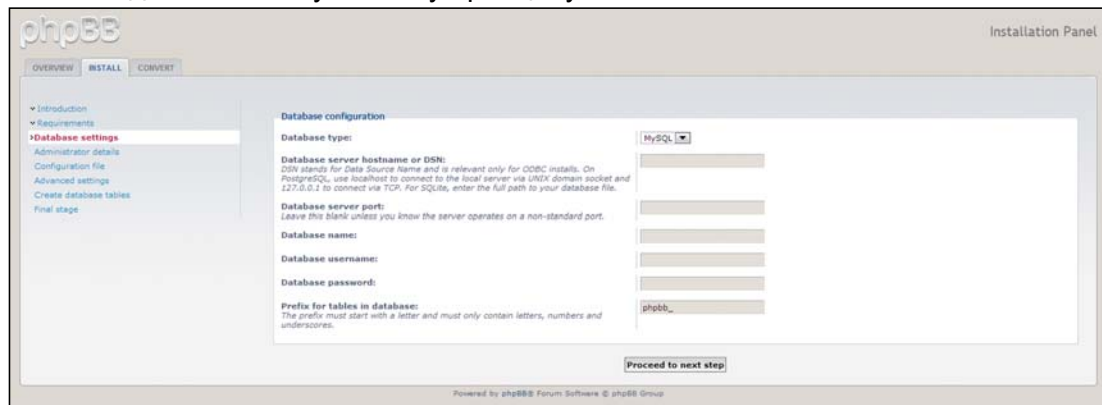 phpBB
Installation Panel
OVERVIEW INSTALL CONVERT
Introduction
Requirements
Database settings
Administrator details
Configuration file
Advanced settings
Create database tables
Final stage
Database configuration
Database type:
MySQL
Database server hostname or DSN:
DSN stands for Data Source Name and is relevant only for ODBC installs. On
PostgreSQL, use localhost to connect to the local server via UNIX domain socket and
127.0.0.1 to connect via TCP. For SQLite, enter the full path to your database file.
Database server port:
Leave this blank unless you know the server operates on a non-standard port.
Database name:
Database username:
Database password:
Prefix for tables in database:
The prefix must start with a letter and must only contain letters, numbers and
underscores.
phpbb_
Proceed to next step
Powered by phpBB® Forum Software © phpBB Group